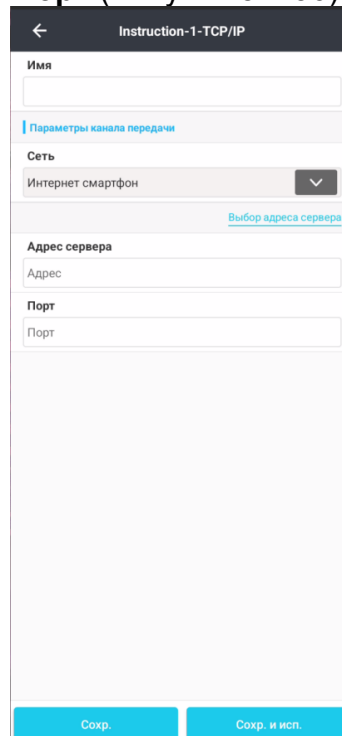 Instruction-1-TCP/IP
Имя
Параметры канала передачи
Сеть
Интернет смартфон
Выбор адреса сервера
Адрес сервера
Адрес
Порт
Порт
Сохр.
Сохр. и исп.